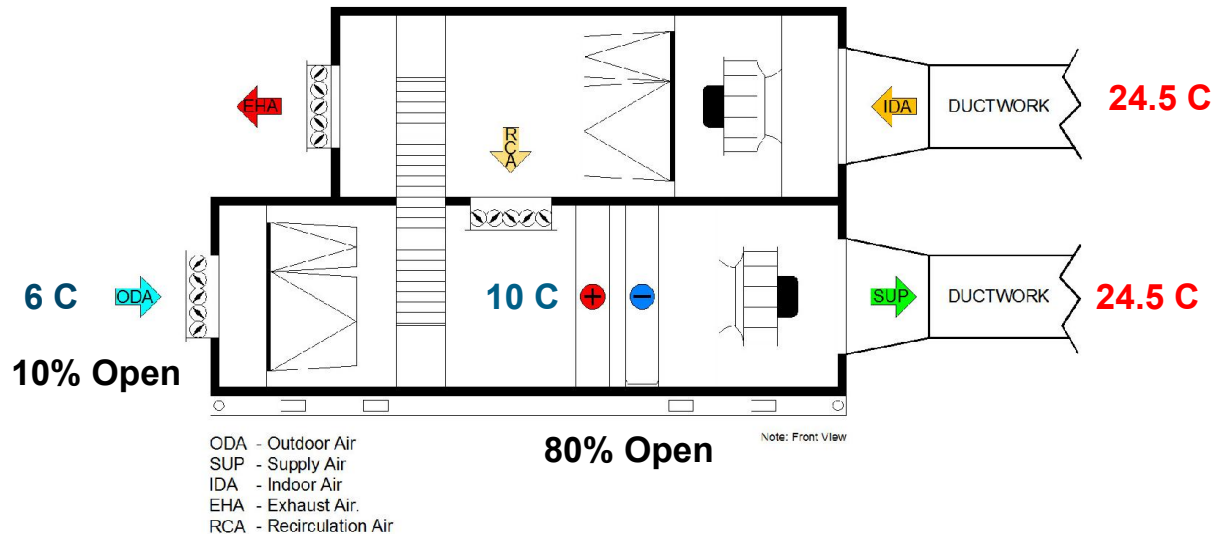 EHA
RCA
IDA
DUCTWORK
24.5 C
6 C
ODA
10 C
+
−
SUP
DUCTWORK
24.5 C
10% Open
80% Open
Note: Front View
ODA - Outdoor Air
SUP - Supply Air
IDA - Indoor Air
EHA - Exhaust Air.
RCA - Recirculation Air